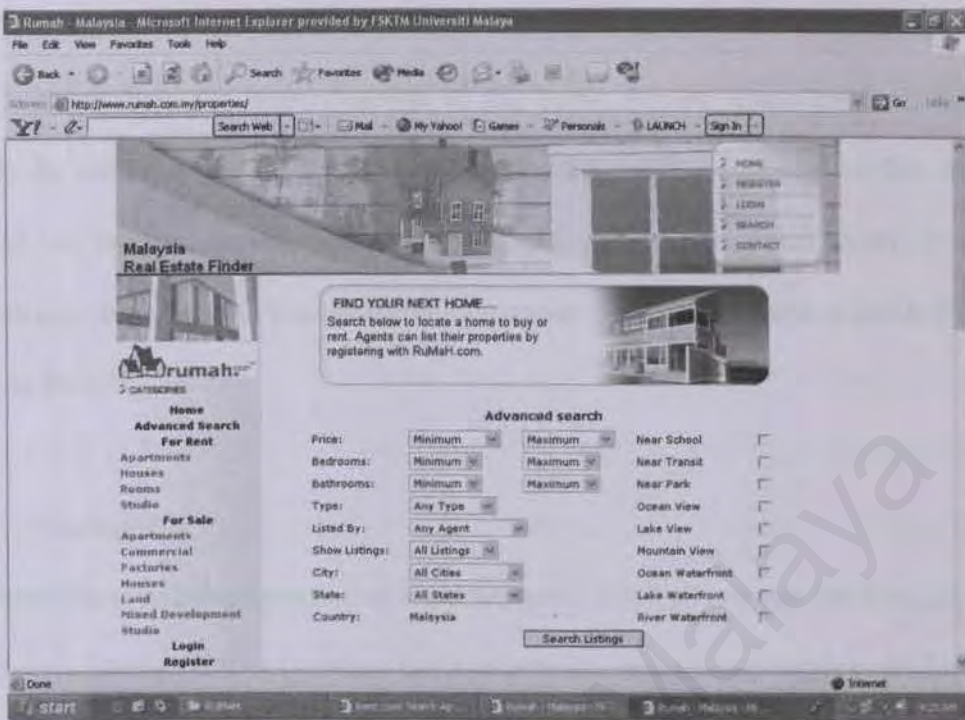 Rumah - Malaysia - Microsoft Internet Explorer provided by FSKTM Universiti Malaya
File Edit View Favorites Tools Help
Back Search Favorites Media
Address http://www.rumah.com.my/properties/ Go Links
Y! Search Web Mail My Yahoo! Games Personals LAUNCH Sign In
HOME
REGISTER
LOGIN
SEARCH
CONTACT
Malaysia
Real Estate Finder
FIND YOUR NEXT HOME...
Search below to locate a home to buy or
rent. Agents can list their properties by
registering with RuMaH.com.
rumah
CATEGORIES
Home
Advanced Search
For Rent
Apartments
Houses
Rooms
Studio
For Sale
Apartments
Commercial
Factories
Houses
Land
Mixed Development
Studio
Login
Register
Advanced search
Price: Minimum Maximum Near School
Bedrooms: Minimum Maximum Near Transit
Bathrooms: Minimum Maximum Near Park
Type: Any Type Ocean View
Listed By: Any Agent Lake View
Show Listings: All Listings Mountain View
City: All Cities Ocean Waterfront
State: All States Lake Waterfront
Country: Malaysia River Waterfront
Search Listings
Done Internet
start
Malaya